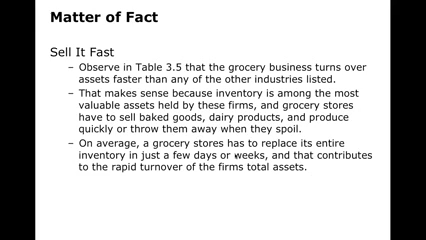 Matter of Fact
Sell It Fast
– Observe in Table 3.5 that the grocery business turns over
assets faster than any of the other industries listed.
– That makes sense because inventory is among the most
valuable assets held by these firms, and grocery stores
have to sell baked goods, dairy products, and produce
quickly or throw them away when they spoil.
– On average, a grocery stores has to replace its entire
inventory in just a few days or weeks, and that contributes
to the rapid turnover of the firms total assets.